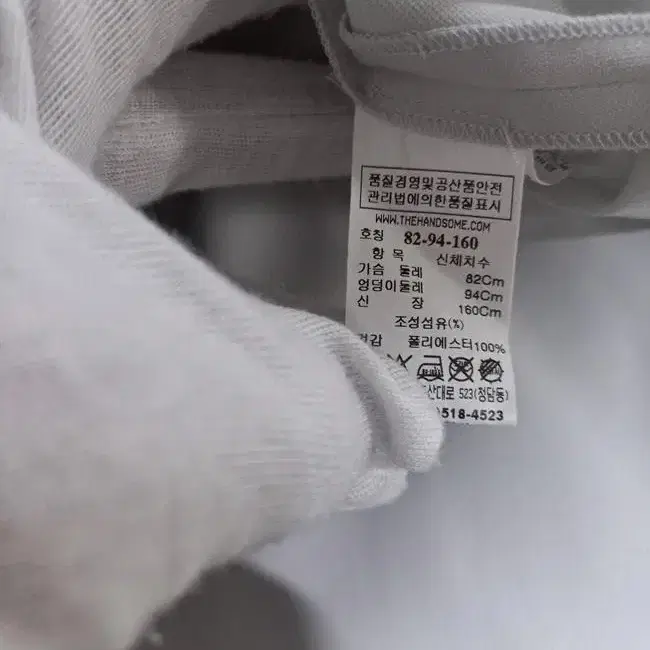 품질경영및공산품안전
관리법에의한품질표시
WWW.THEHANDSOME.COM
호칭 82-94-160
항 목 신체치수
가슴 둘레 82Cm
엉덩이둘레 94Cm
신 장 160Cm
조성섬유(%)
겉감 폴리에스터100%
산대로 523(청담동)
518-4523